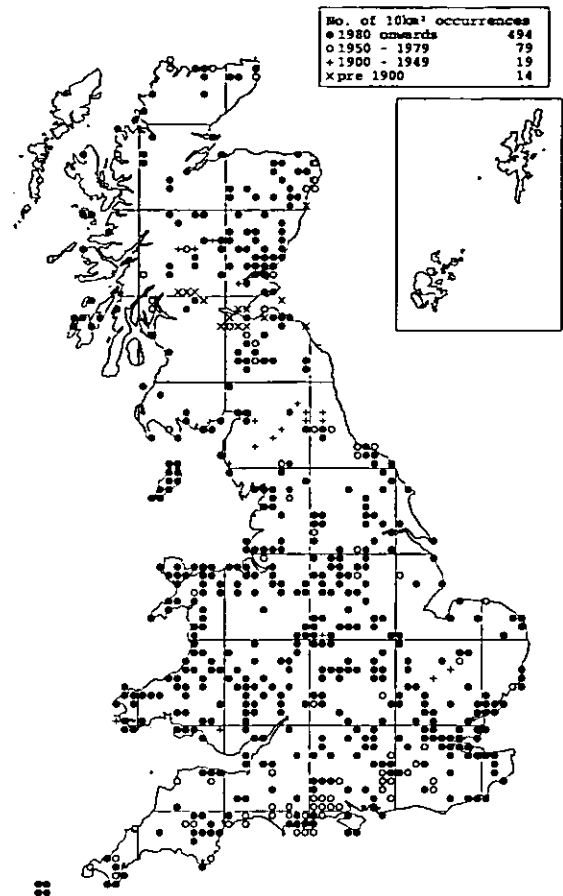 No. of 10km² occurrences
● 1980 onwards 494
○ 1950 - 1979 79
+ 1900 - 1949 19
× pre 1900 14